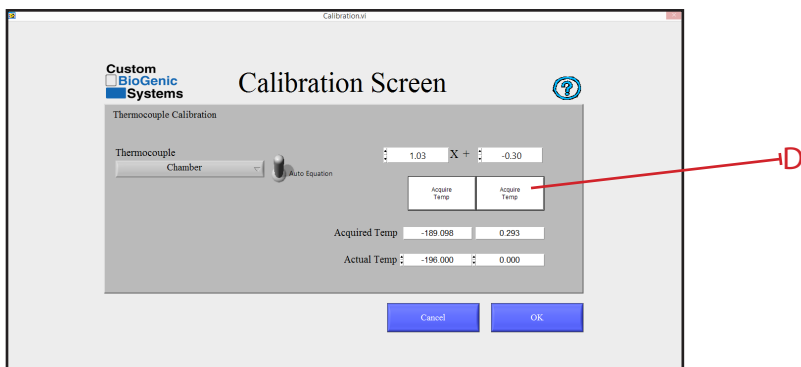 Calibration.vi
x
Custom
BioGenic
Systems
Calibration Screen
?
Thermocouple Calibration
Thermocouple
Chamber
Auto Equation
1.03 X + -0.30
Acquire Temp
Acquire Temp
D
Acquired Temp -189.098 0.293
Actual Temp -196.000 0.000
Cancel OK